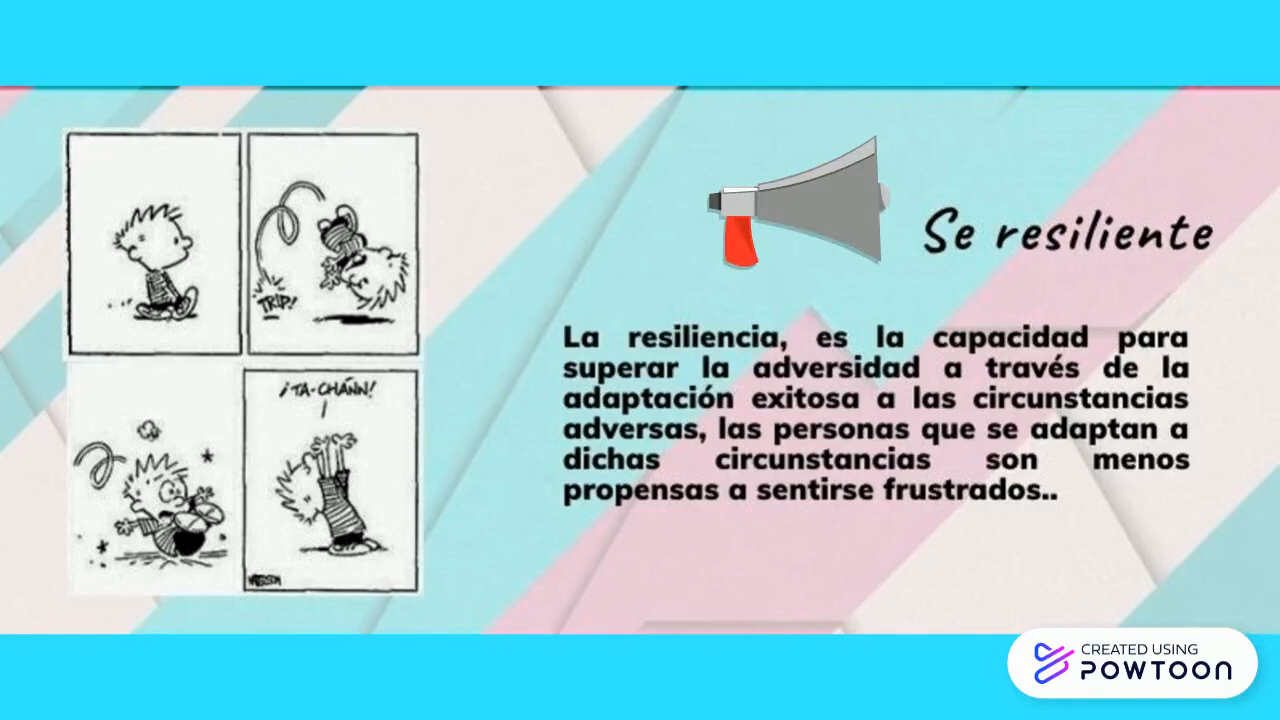 TRIP!
¡TA-CHÁNN!
Se resiliente
La resiliencia, es la capacidad para
superar la adversidad a través de la
adaptación exitosa a las circunstancias
adversas, las personas que se adaptan a
dichas circunstancias son menos
propensas a sentirse frustrados..
CREATED USING
POWTOON